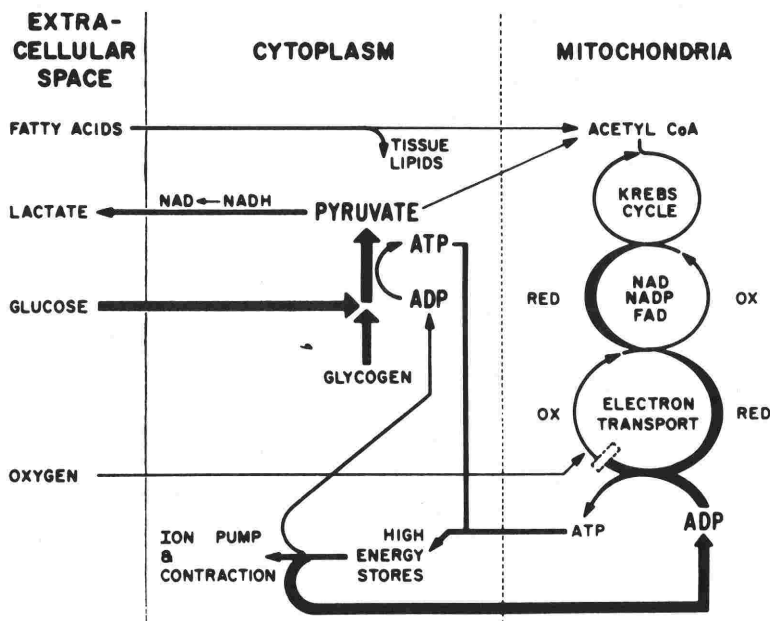 EXTRA-
CELLULAR
SPACE
CYTOPLASM
MITOCHONDRIA
FATTY ACIDS
TISSUE
LIPIDS
ACETYL CoA
LACTATE
NAD ← NADH
PYRUVATE
KREBS
CYCLE
ATP
GLUCOSE
ADP
RED
NAD
NADP
FAD
OX
GLYCOGEN
OX
ELECTRON
TRANSPORT
RED
OXYGEN
ION PUMP
&
CONTRACTION
HIGH
ENERGY
STORES
ATP
ADP